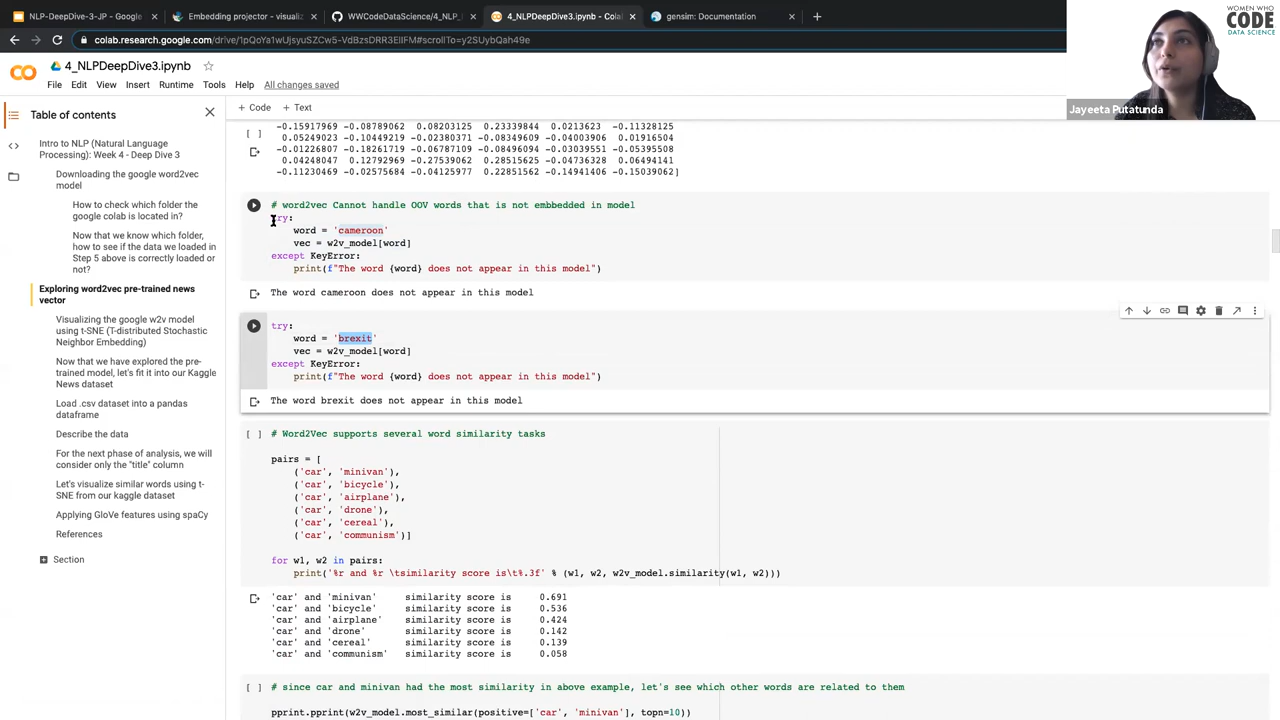 NLP-DeepDive-3-JP - Google
Embedding projector - visuali
WWCodeDataScience/4_NLP_
4_NLPDeepDive3.ipynb - Colab
gensim: Documentation
colab.research.google.com/drive/1pQoYa1wUjsyuSZCw5-VdBzsDRR3EIIFM#scrollTo=y2SUybQah49e
WOMEN WHO
CODE
DATA SCIENCE
Jayeeta Putatunda
4_NLPDeepDive3.ipynb
File Edit View Insert Runtime Tools Help All changes saved
+ Code + Text
Table of contents
Intro to NLP (Natural Language
Processing): Week 4 - Deep Dive 3
Downloading the google word2vec
model
How to check which folder the
google colab is located in?
Now that we know which folder,
how to see if the data we loaded in
Step 5 above is correctly loaded or
not?
Exploring word2vec pre-trained news
vector
Visualizing the google w2v model
using t-SNE (T-distributed Stochastic
Neighbor Embedding)
Now that we have explored the pre-
trained model, let's fit it into our Kaggle
News dataset
Load .csv dataset into a pandas
dataframe
Describe the data
For the next phase of analysis, we will
consider only the "title" column
Let's visualize similar words using t-
SNE from our kaggle dataset
Applying GloVe features using spaCy
References
Section
-0.15917969 -0.08789062 0.08203125 0.23339844 0.0213623 -0.11328125
[ ] 0.05249023 -0.10449219 -0.02380371 -0.08349609 -0.04003906 0.01916504
-0.01226807 -0.18261719 -0.06787109 -0.08496094 -0.03039551 -0.05395508
0.04248047 0.12792969 -0.27539062 0.28515625 -0.04736328 0.06494141
-0.11230469 -0.02575684 -0.04125977 0.22851562 -0.14941406 -0.15039062]
# word2vec Cannot handle OOV words that is not embbedded in model
try:
word = 'cameroon'
vec = w2v_model[word]
except KeyError:
print(f"The word {word} does not appear in this model")
The word cameroon does not appear in this model
try:
word = 'brexit'
vec = w2v_model[word]
except KeyError:
print(f"The word {word} does not appear in this model")
The word brexit does not appear in this model
[ ] # Word2Vec supports several word similarity tasks
pairs = [
('car', 'minivan'),
('car', 'bicycle'),
('car', 'airplane'),
('car', 'drone'),
('car', 'cereal'),
('car', 'communism')]
for w1, w2 in pairs:
print('%r and %r \tsimilarity score is\t%.3f' % (w1, w2, w2v_model.similarity(w1, w2)))
'car' and 'minivan' similarity score is 0.691
'car' and 'bicycle' similarity score is 0.536
'car' and 'airplane' similarity score is 0.424
'car' and 'drone' similarity score is 0.142
'car' and 'cereal' similarity score is 0.139
'car' and 'communism' similarity score is 0.058
[ ] # since car and minivan had the most similarity in above example, let's see which other words are related to them
pprint.pprint(w2v_model.most_similar(positive=['car', 'minivan'], topn=10))